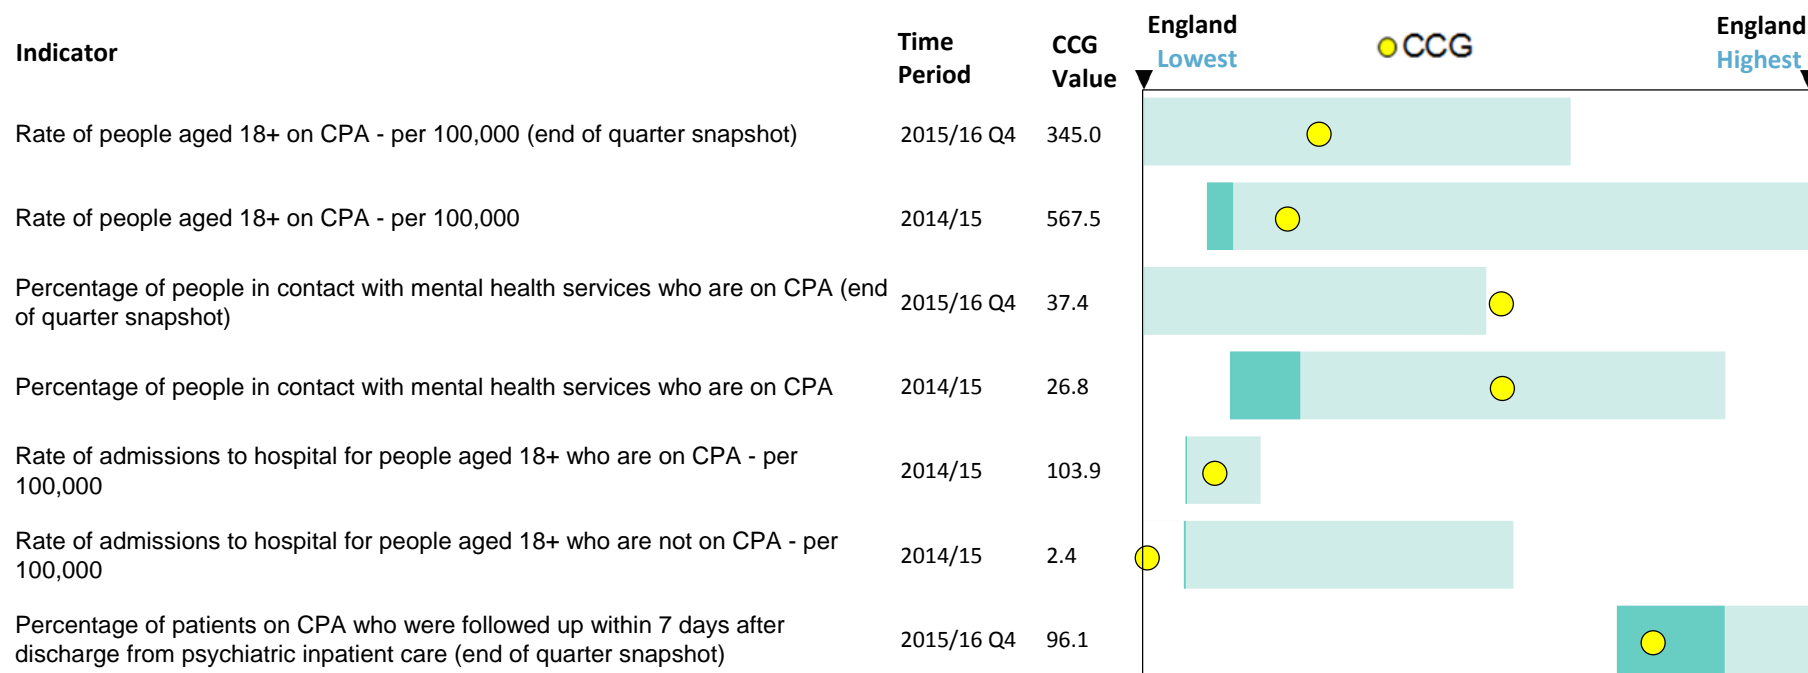 Indicator
Time Period
CCG Value
England Lowest
CCG
England Highest
Rate of people aged 18+ on CPA - per 100,000 (end of quarter snapshot)
2015/16 Q4
345.0
Rate of people aged 18+ on CPA - per 100,000
2014/15
567.5
Percentage of people in contact with mental health services who are on CPA (end
of quarter snapshot)
2015/16 Q4
37.4
Percentage of people in contact with mental health services who are on CPA
2014/15
26.8
Rate of admissions to hospital for people aged 18+ who are on CPA - per
100,000
2014/15
103.9
Rate of admissions to hospital for people aged 18+ who are not on CPA - per
100,000
2014/15
2.4
Percentage of patients on CPA who were followed up within 7 days after
discharge from psychiatric inpatient care (end of quarter snapshot)
2015/16 Q4
96.1